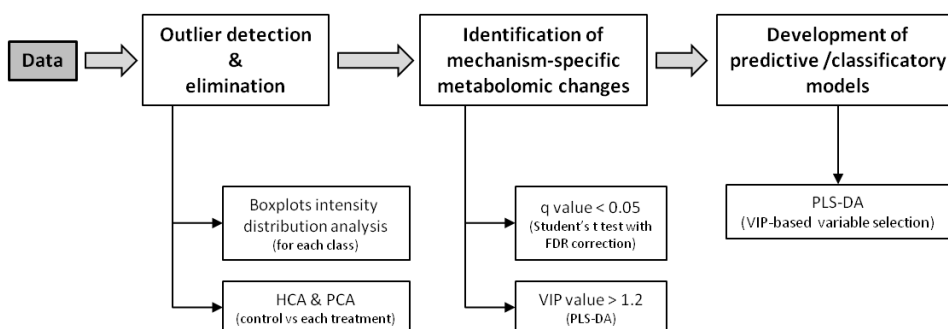 Data
Outlier detection
&
elimination
Identification of
mechanism-specific
metabolomic changes
Development of
predictive /classificatory
models
Boxplots intensity
distribution analysis
(for each class)
HCA & PCA
(control vs each treatment)
q value < 0.05
(Student's t test with
FDR correction)
VIP value > 1.2
(PLS-DA)
PLS-DA
(VIP-based variable selection)